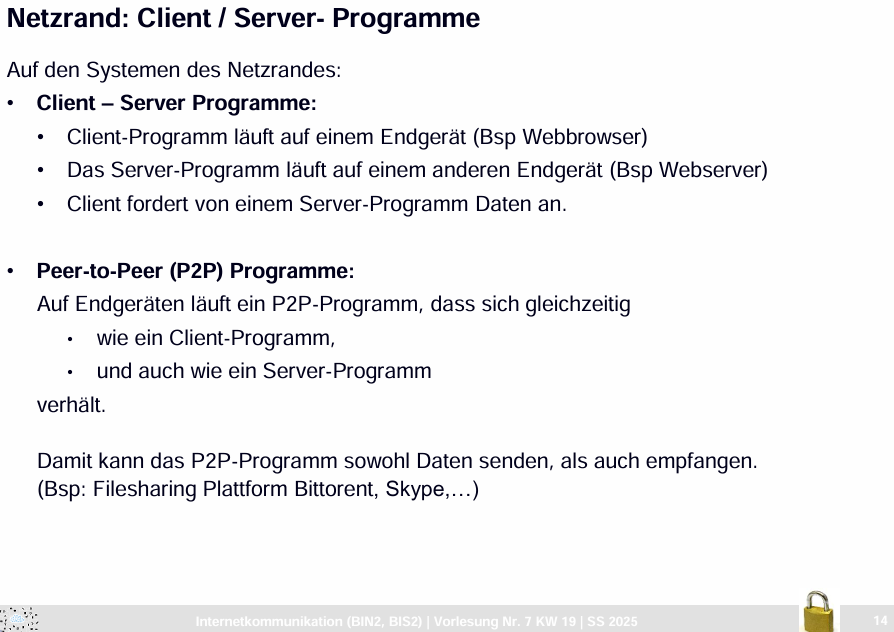 Netzrand: Client / Server- Programme
Auf den Systemen des Netzrandes:
• Client – Server Programme:
• Client-Programm läuft auf einem Endgerät (Bsp Webbrowser)
• Das Server-Programm läuft auf einem anderen Endgerät (Bsp Webserver)
• Client fordert von einem Server-Programm Daten an.
• Peer-to-Peer (P2P) Programme:
Auf Endgeräten läuft ein P2P-Programm, dass sich gleichzeitig
• wie ein Client-Programm,
• und auch wie ein Server-Programm
verhält.
Damit kann das P2P-Programm sowohl Daten senden, als auch empfangen.
(Bsp: Filesharing Plattform Bittorent, Skype,…)
Internetkommunikation (BIN2, BIS2) | Vorlesung Nr. 7 KW 19 | SS 2025
14